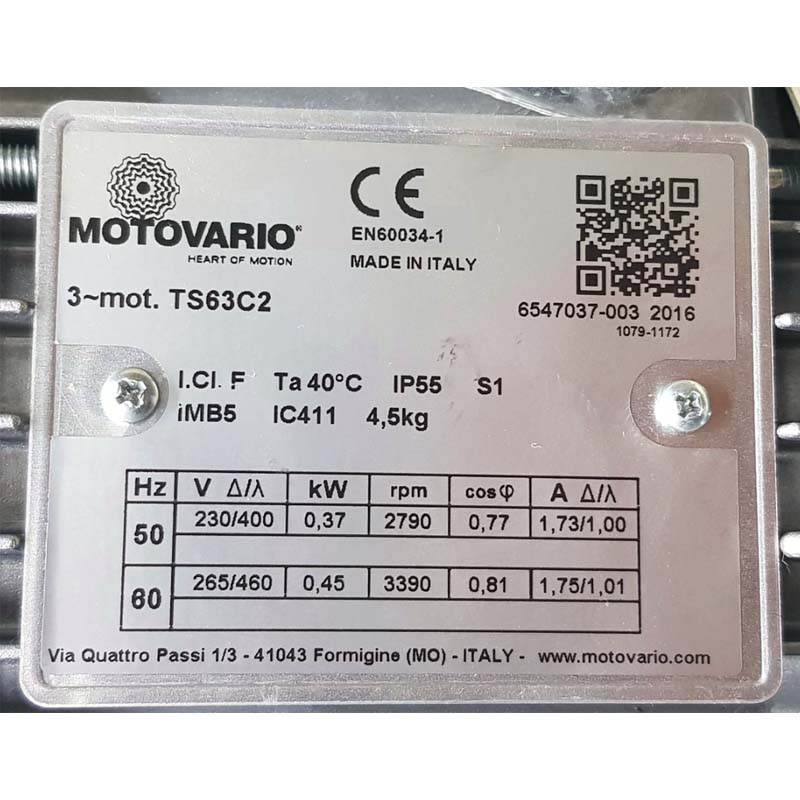 MOTOVARIO®
HEART OF MOTION
CE
EN60034-1
MADE IN ITALY
3~mot. TS63C2
6547037-003 2016
1079-1172
I.Cl. F Ta 40°C IP55 S1
iMB5 IC411 4,5kg
Hz V Δ/λ kW rpm cosφ A Δ/λ
50 230/400 0,37 2790 0,77 1,73/1,00
60 265/460 0,45 3390 0,81 1,75/1,01
Via Quattro Passi 1/3 - 41043 Formigine (MO) - ITALY - www.motovario.com